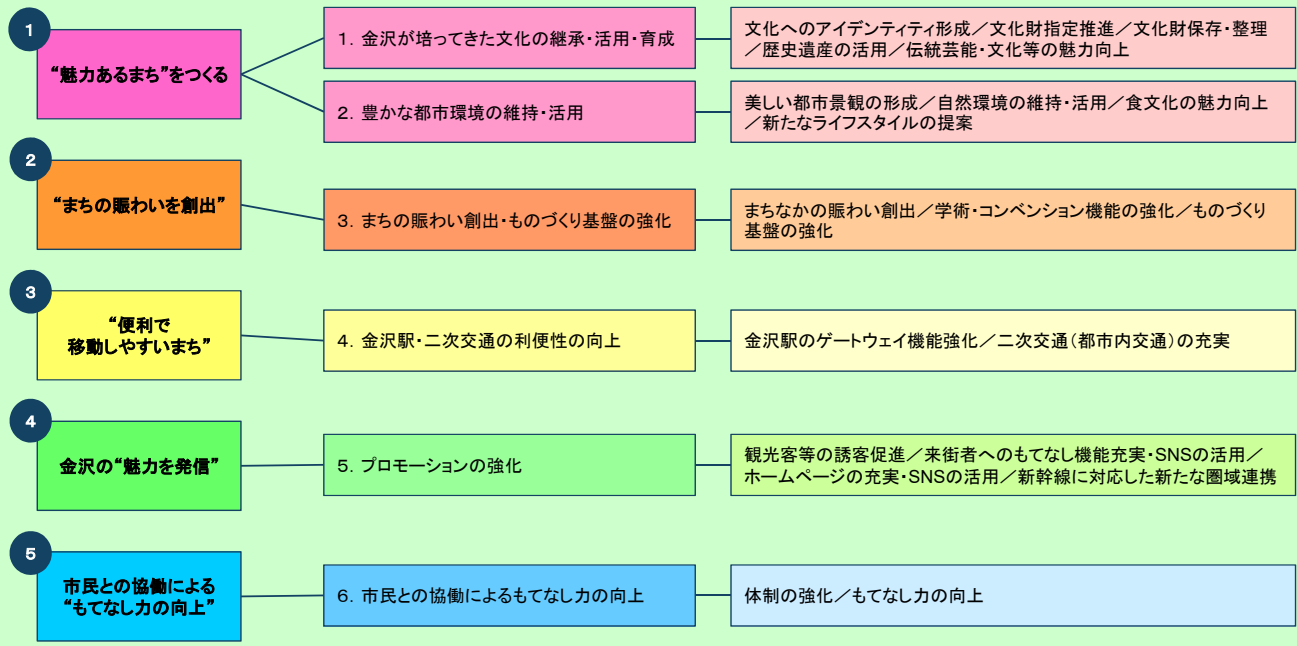 1
“魅力あるまち”をつくる
1．金沢が培ってきた文化の継承・活用・育成
文化へのアイデンティティ形成／文化財指定推進／文化財保存・整理
／歴史遺産の活用／伝統芸能・文化等の魅力向上
2．豊かな都市環境の維持・活用
美しい都市景観の形成／自然環境の維持・活用／食文化の魅力向上
／新たなライフスタイルの提案
2
“まちの賑わいを創出”
3．まちの賑わい創出・ものづくり基盤の強化
まちなかの賑わい創出／学術・コンベンション機能の強化／ものづくり
基盤の強化
3
“便利で
移動しやすいまち”
4．金沢駅・二次交通の利便性の向上
金沢駅のゲートウェイ機能強化／二次交通（都市内交通）の充実
4
金沢の“魅力を発信”
5．プロモーションの強化
観光客等の誘客促進／来街者へのもてなし機能充実・SNSの活用／
ホームページの充実・SNSの活用／新幹線に対応した新たな圏域連携
5
市民との協働による
“もてなし力の向上”
6．市民との協働によるもてなし力の向上
体制の強化／もてなし力の向上